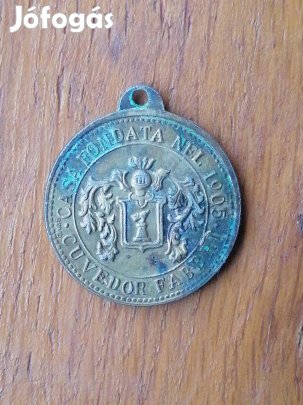 Jófogás
CASA FONDATA NEL 1905
CUVEDOR